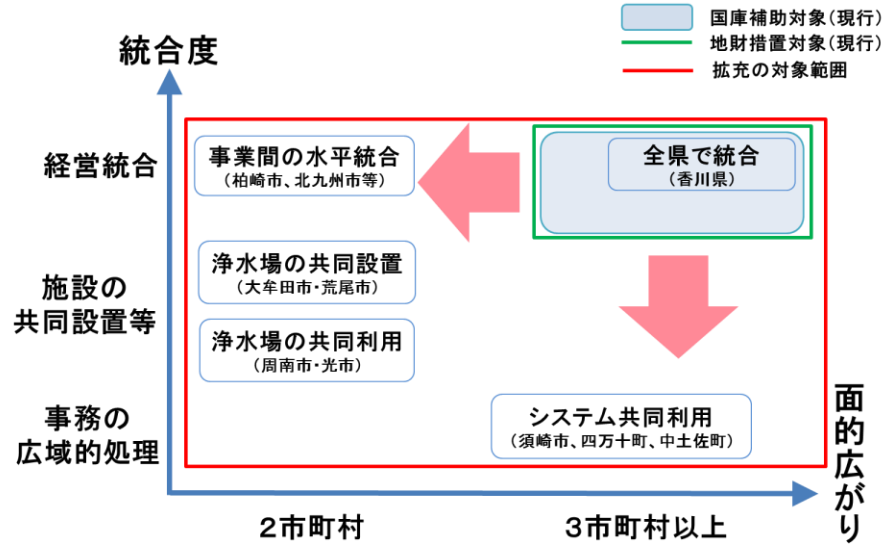 国庫補助対象(現行)
地財措置対象(現行)
拡充の対象範囲
統合度
経営統合
事業間の水平統合
(柏崎市、北九州市等)
全県で統合
(香川県)
施設の
共同設置等
浄水場の共同設置
(大牟田市・荒尾市)
浄水場の共同利用
(周南市・光市)
事務の
広域的処理
システム共同利用
(須崎市、四万十町、中土佐町)
面的広がり
2市町村
3市町村以上